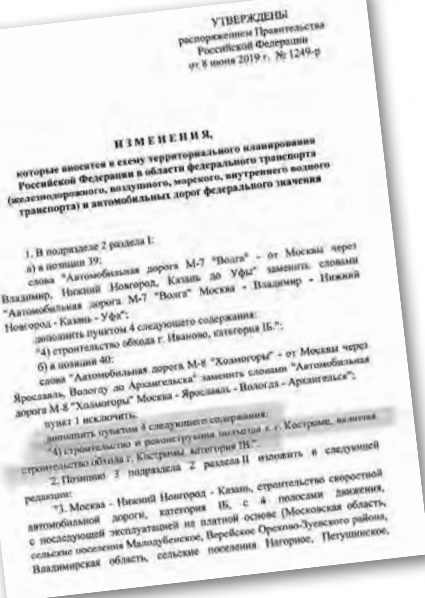 УТВЕРЖДЕНЫ
распоряжением Правительства
Российской Федерации
от 8 июня 2019 г. № 1249-р
ИЗМЕНЕНИЯ,
которые вносятся в схему территориального планирования
Российской Федерации в области федерального транспорта
(железнодорожного, воздушного, морского, внутреннего водного
транспорта) и автомобильных дорог федерального значения
1. В подразделе 2 раздела I:
а) в позиции 39:
слова "Автомобильная дорога М-7 "Волга" - от Москвы через
Владимир, Нижний Новгород, Казань до Уфы" заменить словами
"Автомобильная дорога М-7 "Волга" Москва - Владимир - Нижний
Новгород - Казань - Уфа";
дополнить пунктом 4 следующего содержания:
"4) строительство обхода г. Иваново, категория IБ.";
б) в позиции 40:
слова "Автомобильная дорога М-8 "Холмогоры" - от Москвы через
Ярославль, Вологду до Архангельска" заменить словами "Автомобильная
дорога М-8 "Холмогоры" Москва - Ярославль - Вологда - Архангельск";
пункт 1 исключить;
дополнить пунктом 4 следующего содержания:
"4) строительство и реконструкция подъезда к г. Костроме, включая
строительство обхода г. Костромы, категория IБ.".
2. Позицию 3 подраздела 2 раздела II изложить в следующей
редакции:
"3. Москва - Нижний Новгород - Казань, строительство скоростной
автомобильной дороги, категория IБ, с 4 полосами движения,
с последующей эксплуатацией на платной основе (Московская область,
сельские поселения Малодубенское, Верейское Орехово-Зуевского района,
Владимирская область, сельские поселения Нагорное, Петушинское,